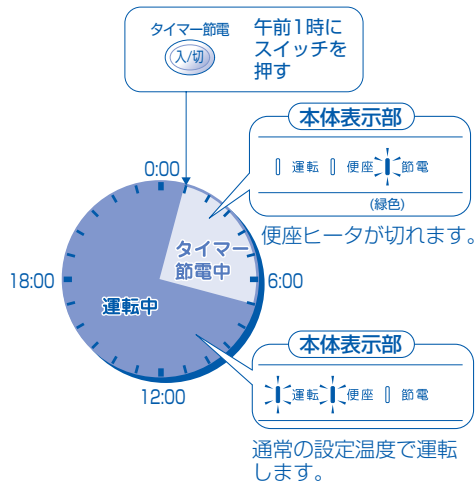 タイマー節電
入/切
午前1時に
スイッチを
押す
本体表示部
運転 便座 節電
(緑色)
便座ヒータが切れます。
0:00
タイマー
節電中
18:00
6:00
運転中
12:00
本体表示部
運転 便座 節電
通常の設定温度で運転
します。